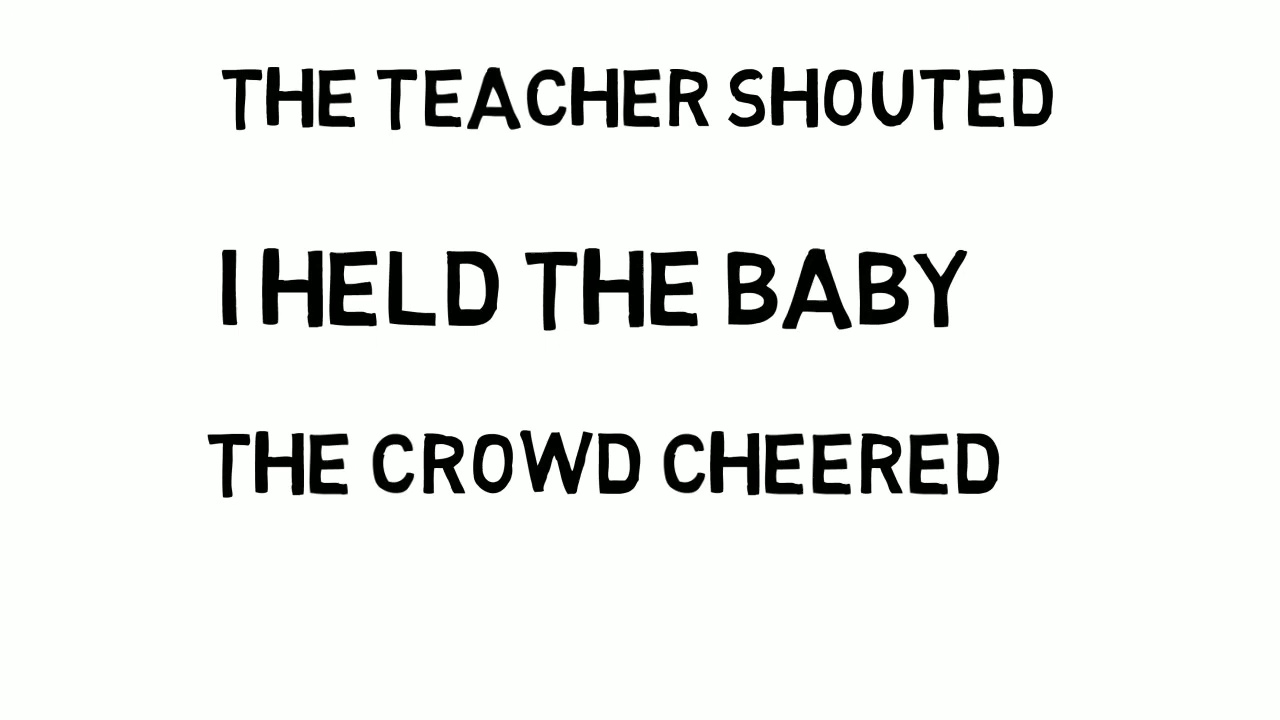 THE TEACHER SHOUTED
I HELD THE BABY
THE CROWD CHEERED